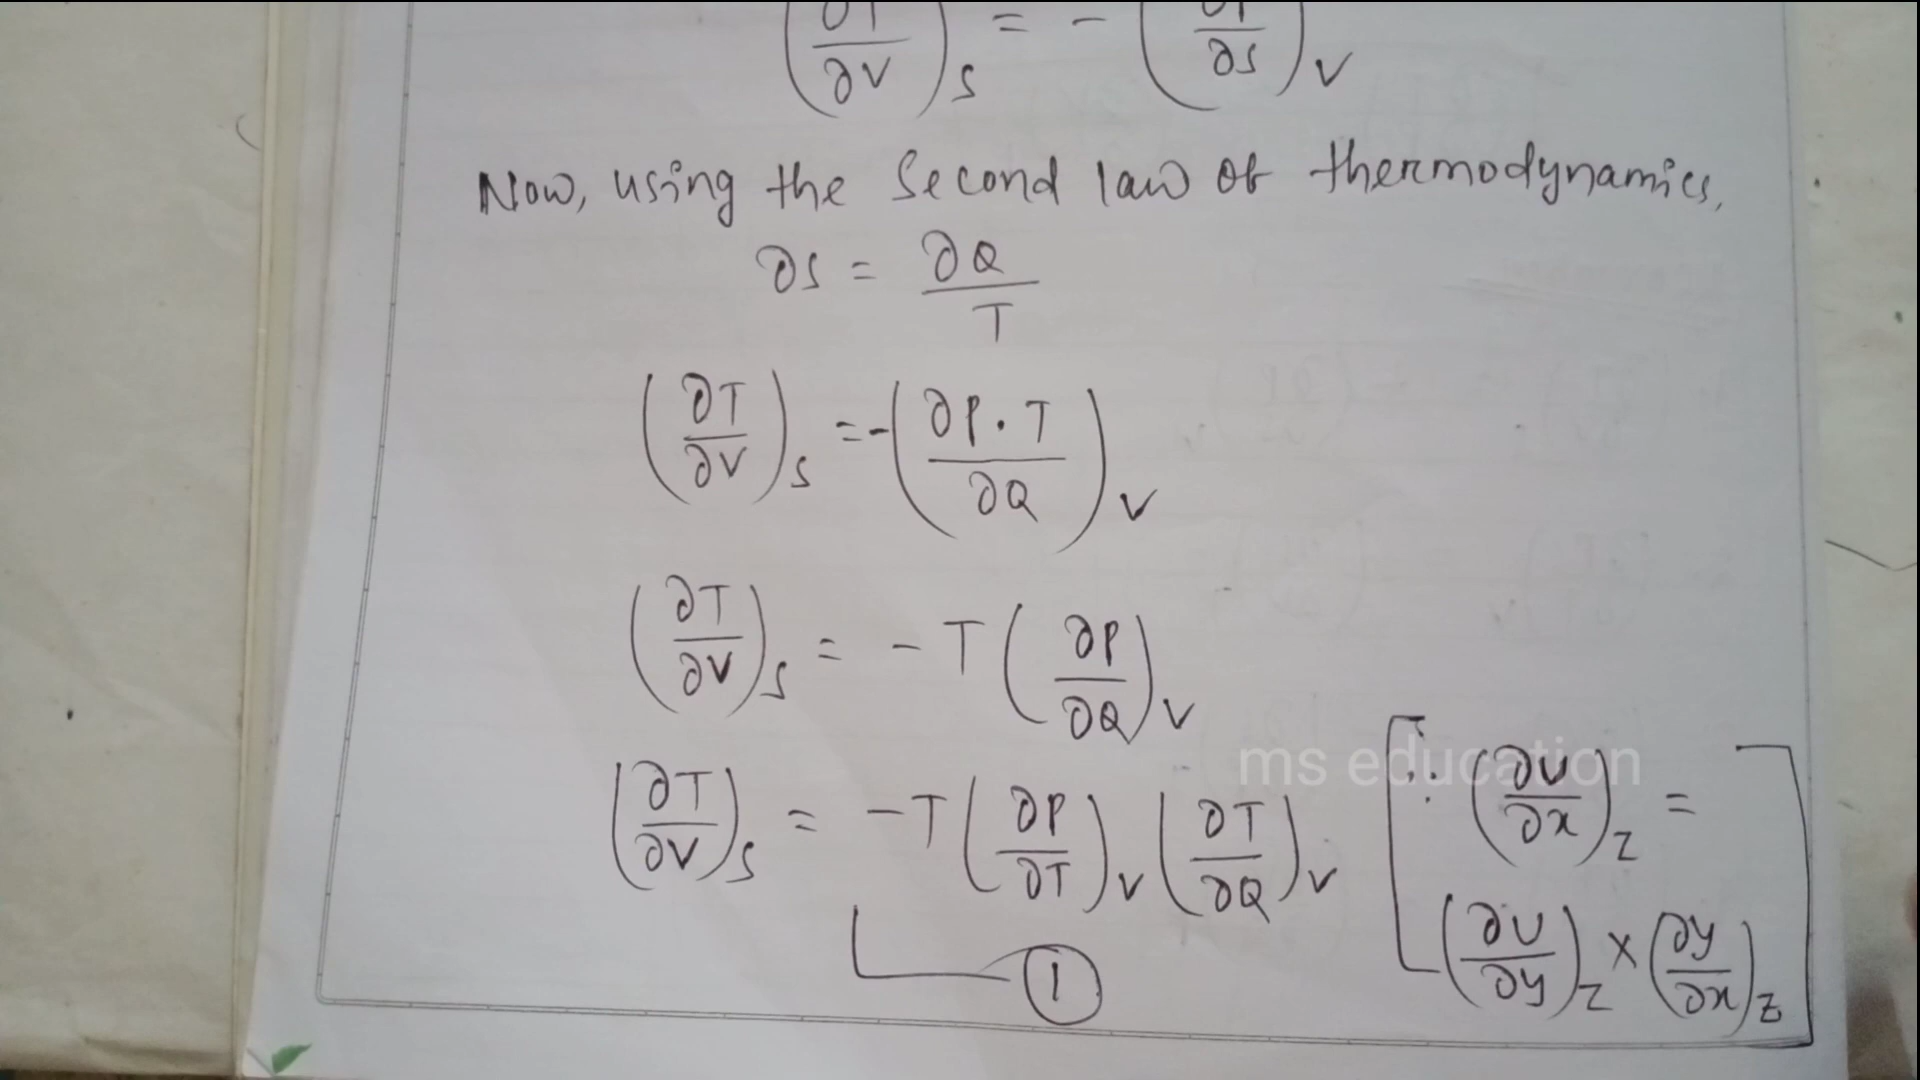 (∂T/∂V)_S = - (∂P/∂S)_V
Now, using the Second law of thermodynamics,
∂S = ∂Q/T
(∂T/∂V)_S = -(∂P·T/∂Q)_V
(∂T/∂V)_S = -T(∂P/∂Q)_V
(∂T/∂V)_S = -T(∂P/∂T)_V (∂T/∂Q)_V
①
[∵ (∂U/∂x)_z =
(∂U/∂y)_z × (∂y/∂x)_z]
ms education